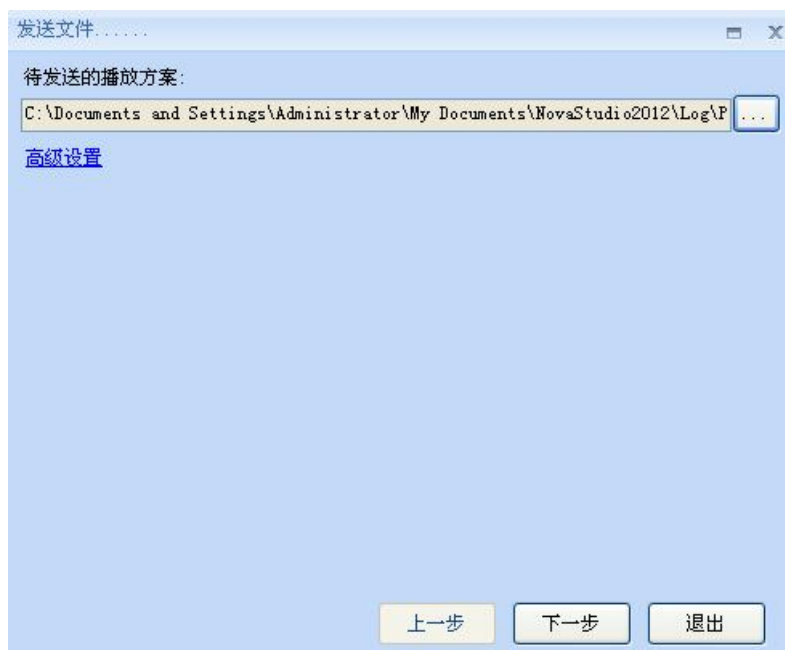 发送文件......
待发送的播放方案:
C:\Documents and Settings\Administrator\My Documents\NovaStudio2012\Log\P ...
高级设置
上一步 下一步 退出